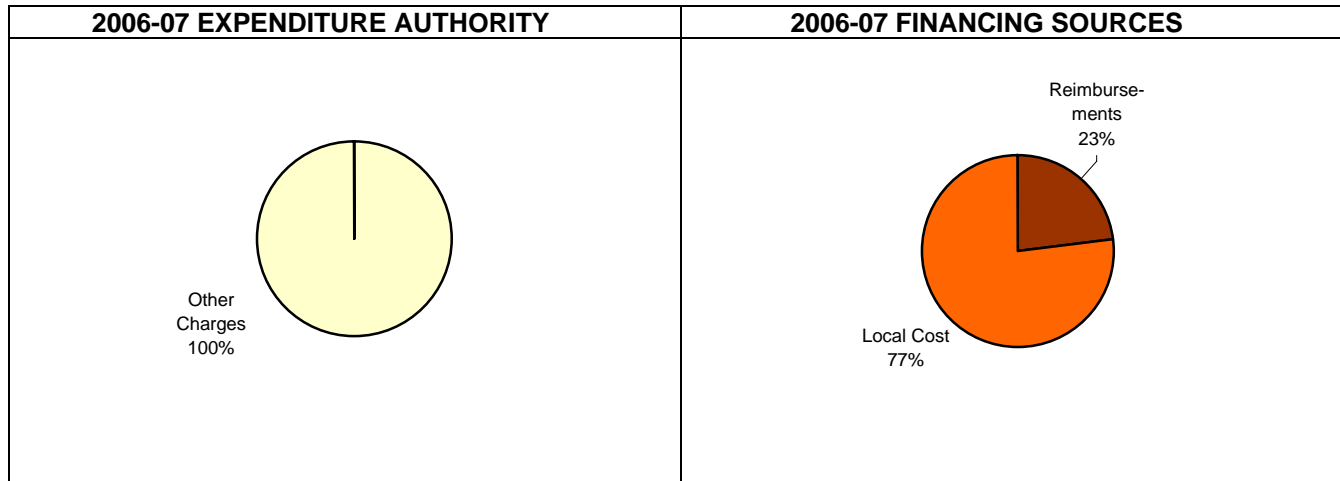 2006-07 EXPENDITURE AUTHORITY
Other
Charges
100%
2006-07 FINANCING SOURCES
Reimburse-
ments
23%
Local Cost
77%